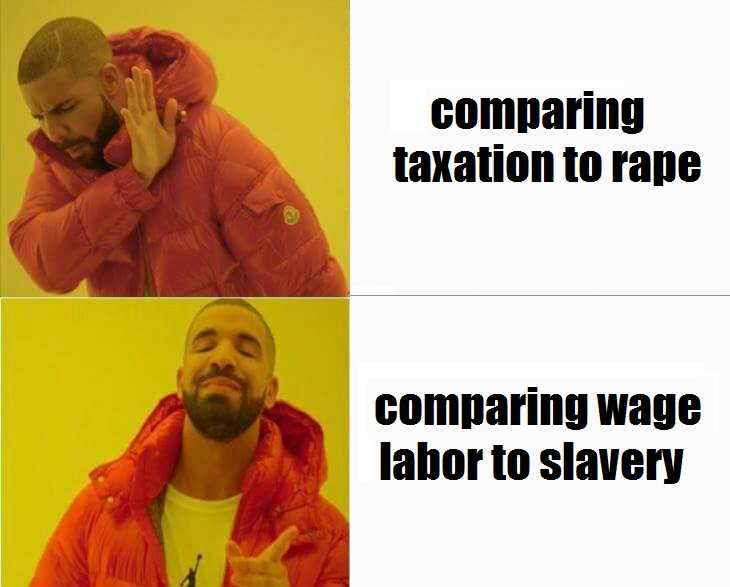 comparing
taxation to rape
comparing wage
labor to slavery